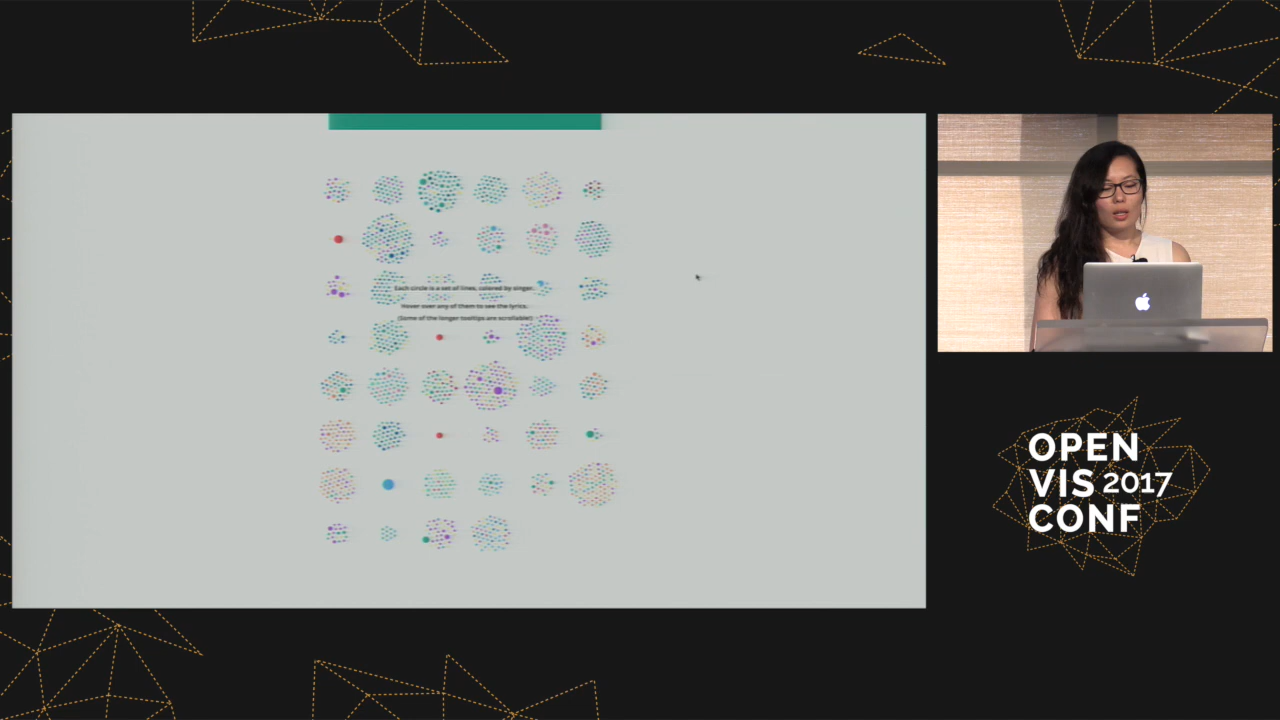 Each circle is a set of lines, colored by singer.
Hover over any of them to see the lyrics.
(Some of the longer tooltips are scrollable!)
OPEN
VIS 2017
CONF